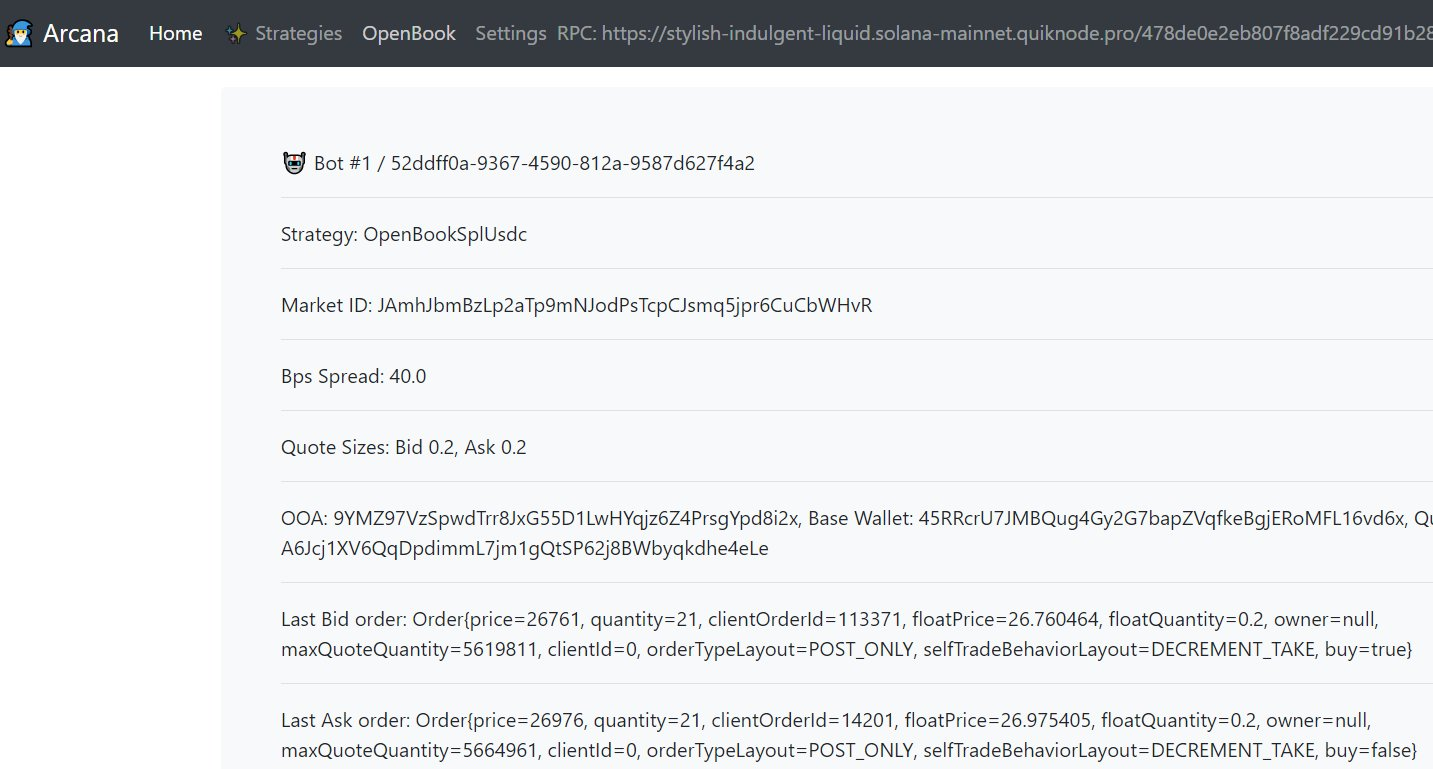 Arcana Home Strategies OpenBook Settings RPC: https://stylish-indulgent-liquid.solana-mainnet.quiknode.pro/478de0e2eb807f8adf229cd91b28
Bot #1 / 52ddff0a-9367-4590-812a-9587d627f4a2
Strategy: OpenBookSplUsdc
Market ID: JAmhJbmBzLp2aTp9mNJodPsTcpCJsmq5jpr6CuCbWHvR
Bps Spread: 40.0
Quote Sizes: Bid 0.2, Ask 0.2
OOA: 9YMZ97VzSpwdTrr8JxG55D1LwHYqjz6Z4PrsgYpd8i2x, Base Wallet: 45RRcrU7JMBQug4Gy2G7bapZVqfkeBgjERoMFL16vd6x, Qu
A6Jcj1XV6QqDpdimmL7jm1gQtSP62j8BWbyqkdhe4eLe
Last Bid order: Order{price=26761, quantity=21, clientOrderId=113371, floatPrice=26.760464, floatQuantity=0.2, owner=null,
maxQuoteQuantity=5619811, clientId=0, orderTypeLayout=POST_ONLY, selfTradeBehaviorLayout=DECREMENT_TAKE, buy=true}
Last Ask order: Order{price=26976, quantity=21, clientOrderId=14201, floatPrice=26.975405, floatQuantity=0.2, owner=null,
maxQuoteQuantity=5664961, clientId=0, orderTypeLayout=POST_ONLY, selfTradeBehaviorLayout=DECREMENT_TAKE, buy=false}